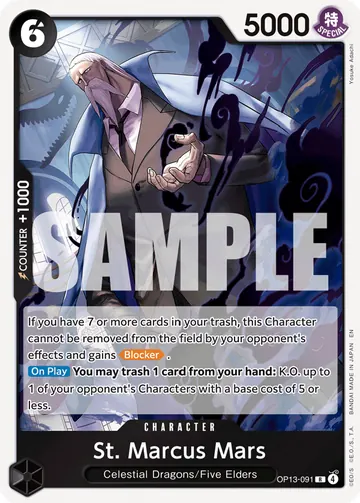 6
5000
特
SPECIAL
Yosuke Adachi
COUNTER +1000
SAMPLE
If you have 7 or more cards in your trash, this Character
cannot be removed from the field by your opponent's
effects and gains Blocker .
On Play You may trash 1 card from your hand: K.O. up to
1 of your opponent's Characters with a base cost of 5 or
less.
CHARACTER
St. Marcus Mars
Celestial Dragons/Five Elders
OP13-091 R 4
©E.O./S. ©E.O./S., T.A. BANDAI MADE IN JAPAN EN